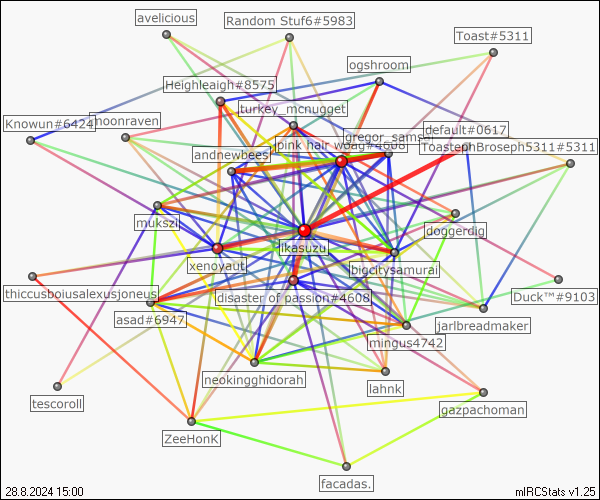 avelicious
Random Stuf6#5983
Toast#5311
ogshroom
Heighleaigh#8575
turkey_mcnugget
Knowun#6424
moonraven
default#0617
pink hair woag#4608
ToastephBroseph5311#5311
andnewbees
mukszi
doggerdig
ikasuzu
xenoyaut
bigcitysamurai
thiccusboiusalexusjoneus
disaster of passion#4608
Duck™#9103
asad#6947
jarlbreadmaker
mingus4742
neokingghidorah
lahnk
tescoroll
gazpachoman
ZeeHonK
facadas.
28.8.2024 15:00
mIRCStats v1.25